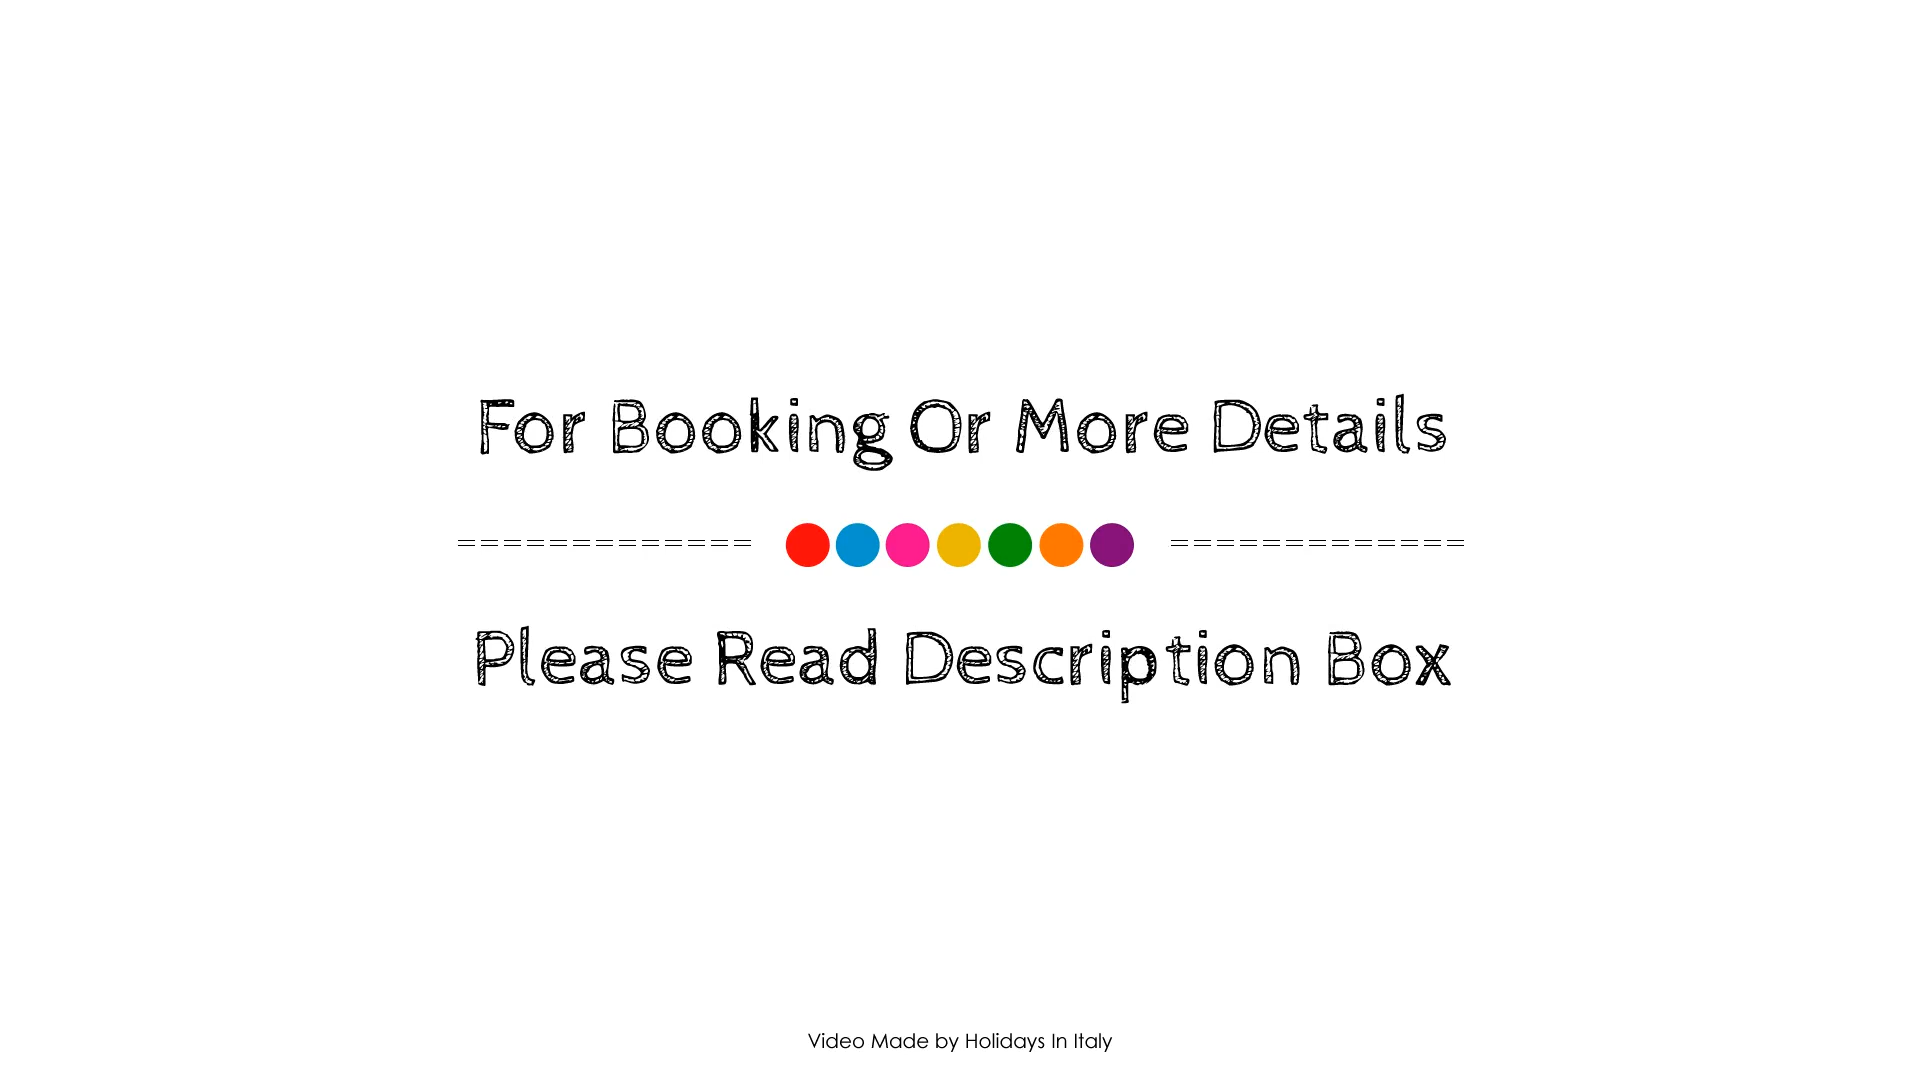 For Booking Or More Details
============= =============
Please Read Description Box
Video Made by Holidays In Italy